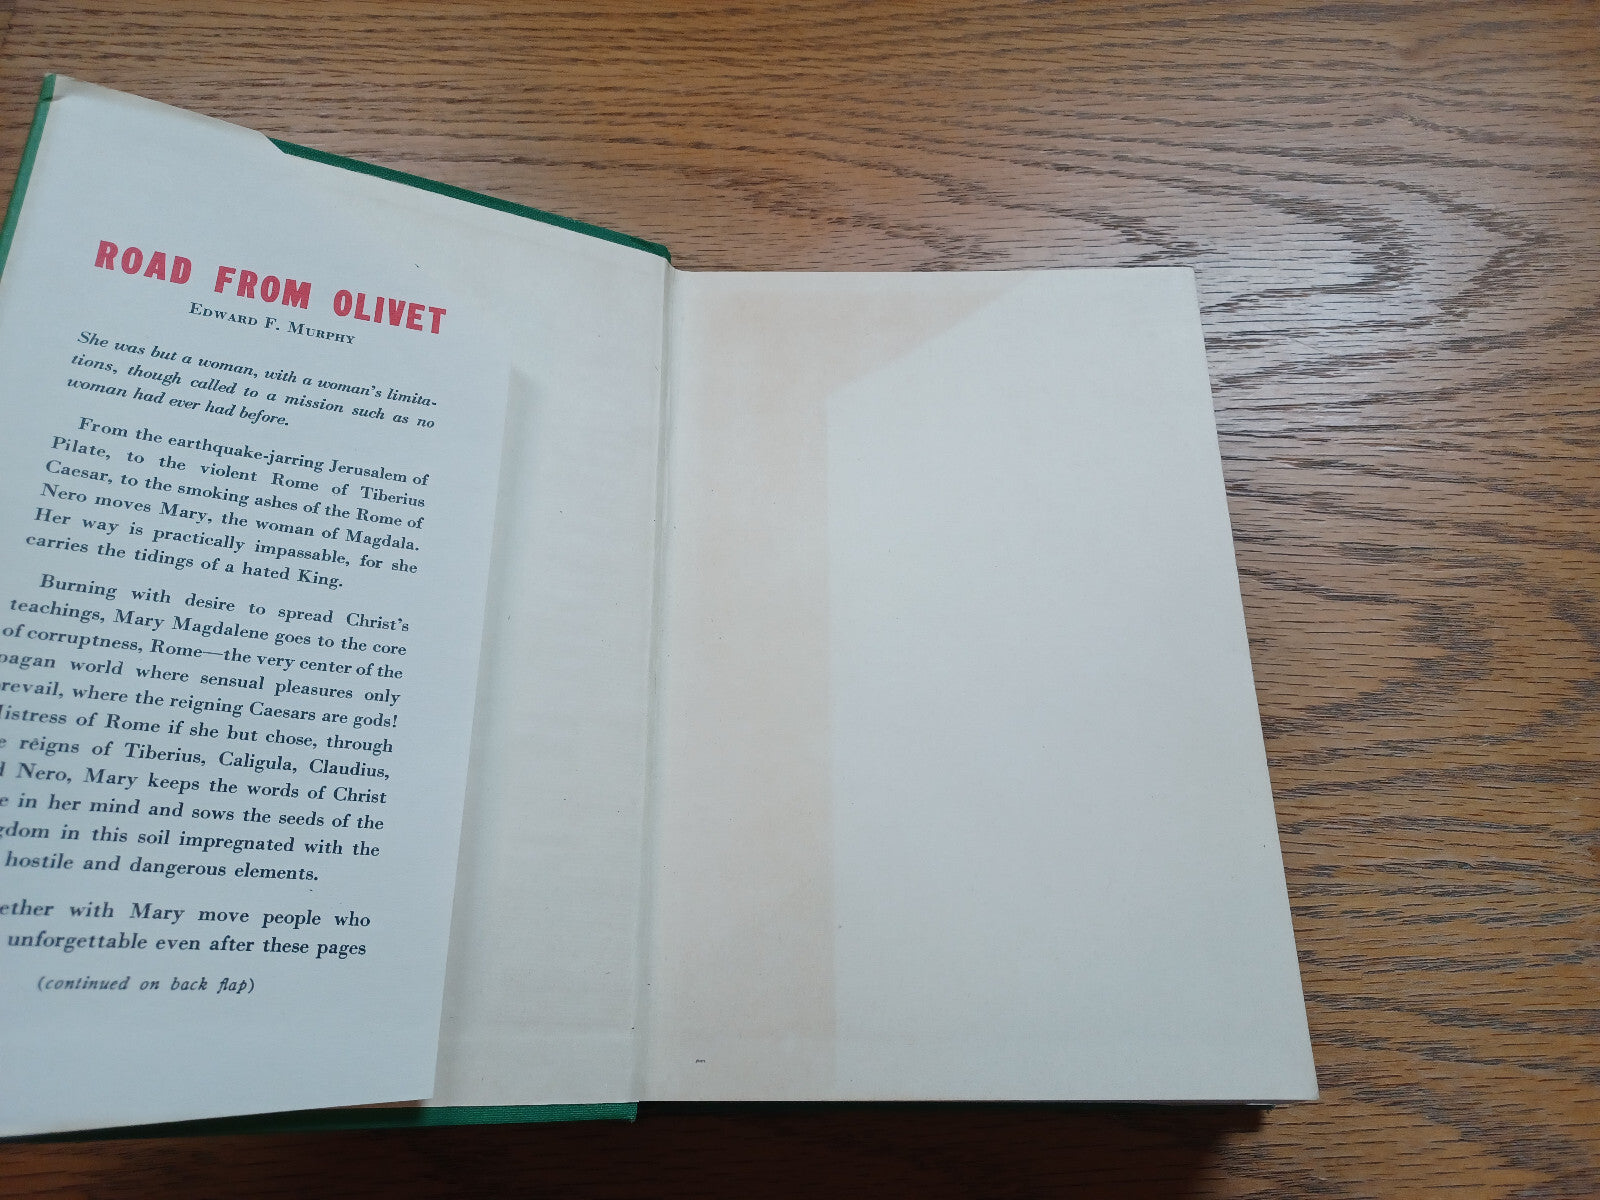 ROAD FROM OLIVET
EDWARD F. MURPHY
She was but a woman, with a woman's limita-
tions, though called to a mission such as no
woman had ever had before.
From the earthquake-jarring Jerusalem of
Pilate, to the violent Rome of Tiberius
Caesar, to the smoking ashes of the Rome of
Nero moves Mary, the woman of Magdala.
Her way is practically impassable, for she
carries the tidings of a hated King.
Burning with desire to spread Christ's
teachings, Mary Magdalene goes to the core
of corruptness, Rome—the very center of the
pagan world where sensual pleasures only
revail, where the reigning Caesars are gods!
istress of Rome if she but chose, through
e reigns of Tiberius, Caligula, Claudius,
d Nero, Mary keeps the words of Christ
e in her mind and sows the seeds of the
gdom in this soil impregnated with the
hostile and dangerous elements.
ether with Mary move people who
unforgettable even after these pages
(continued on back flap)